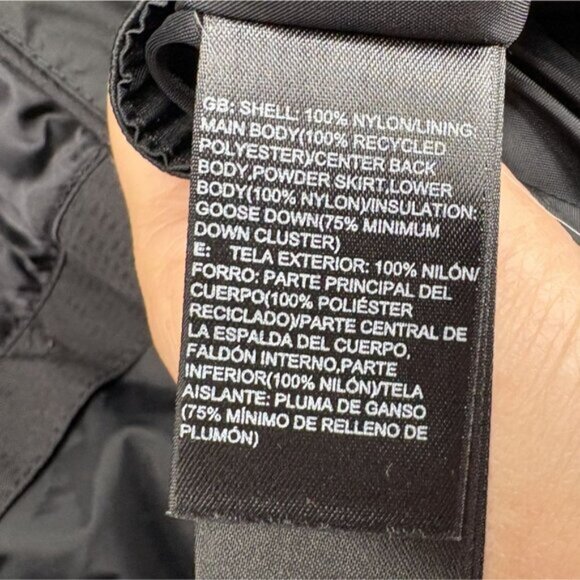 GB: SHELL: 100% NYLON/LINING:
MAIN BODY(100% RECYCLED
POLYESTER)/CENTER BACK
BODY,POWDER SKIRT,LOWER
BODY(100% NYLON/INSULATION:
GOOSE DOWN(75% MINIMUM
DOWN CLUSTER)
E: TELA EXTERIOR: 100% NILÓN/
FORRO: PARTE PRINCIPAL DEL
CUERPO(100% POLIÉSTER
RECICLADO)/PARTE CENTRAL DE
LA ESPALDA DEL CUERPO,
FALDÓN INTERNO,PARTE
INFERIOR(100% NILÓN)/TELA
AISLANTE: PLUMA DE GANSO
(75% MÍNIMO DE RELLENO DE
PLUMÓN)